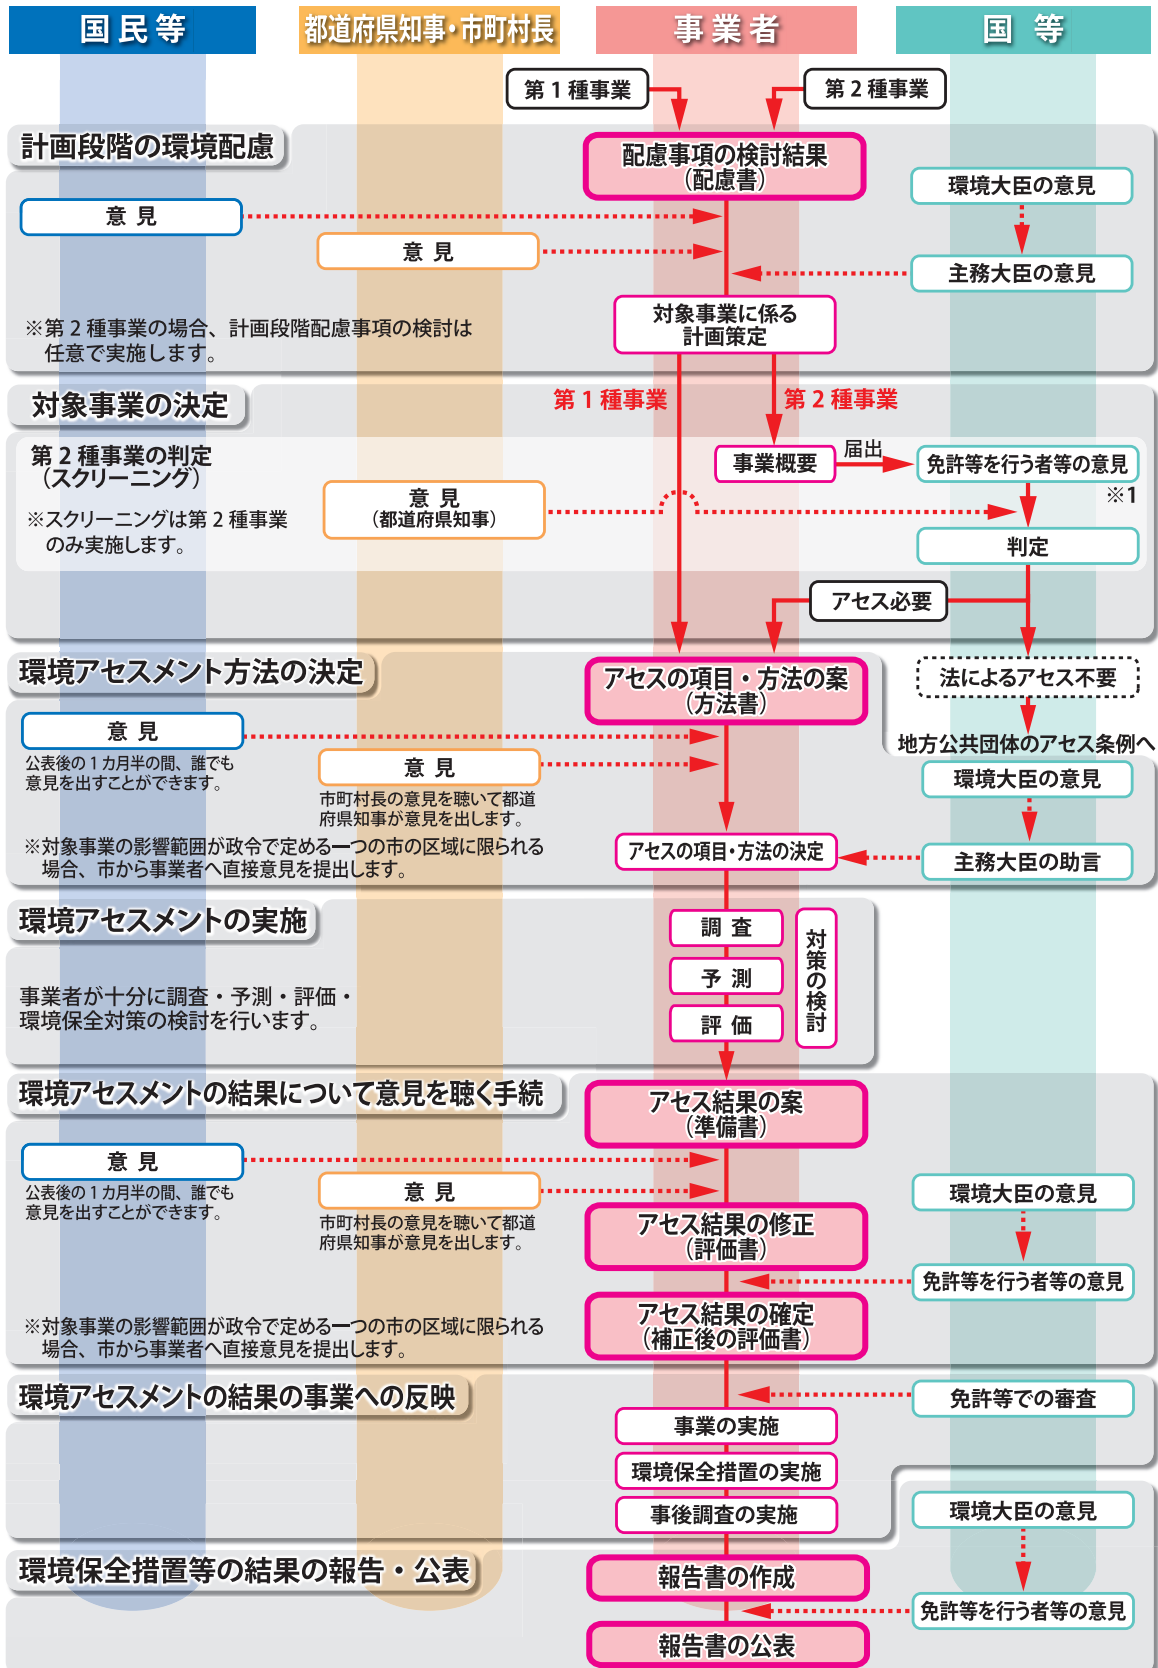 国民等
都道府県知事・市町村長
事業者
国 等
第1種事業
第2種事業
計画段階の環境配慮
配慮事項の検討結果
（配慮書）
環境大臣の意見
意 見
意 見
主務大臣の意見
対象事業に係る
計画策定
※第2種事業の場合、計画段階配慮事項の検討は
任意で実施します。
対象事業の決定
第1種事業
第2種事業
第2種事業の判定
（スクリーニング）
事業概要
届出
免許等を行う者等の意見
※1
意 見
（都道府県知事）
※スクリーニングは第2種事業
のみ実施します。
判定
アセス必要
環境アセスメント方法の決定
アセスの項目・方法の案
（方法書）
法によるアセス不要
意 見
地方公共団体のアセス条例へ
公表後の1カ月半の間、誰でも
意見を出すことができます。
意 見
環境大臣の意見
市町村長の意見を聴いて都道
府県知事が意見を出します。
※対象事業の影響範囲が政令で定める一つの市の区域に限られる
場合、市から事業者へ直接意見を提出します。
アセスの項目・方法の決定
主務大臣の助言
環境アセスメントの実施
調 査
予 測
評 価
対策の検討
事業者が十分に調査・予測・評価・
環境保全対策の検討を行います。
環境アセスメントの結果について意見を聴く手続
アセス結果の案
（準備書）
意 見
公表後の1カ月半の間、誰でも
意見を出すことができます。
意 見
市町村長の意見を聴いて都道
府県知事が意見を出します。
環境大臣の意見
アセス結果の修正
（評価書）
免許等を行う者等の意見
アセス結果の確定
（補正後の評価書）
※対象事業の影響範囲が政令で定める一つの市の区域に限られる
場合、市から事業者へ直接意見を提出します。
環境アセスメントの結果の事業への反映
免許等での審査
事業の実施
環境保全措置の実施
事後調査の実施
環境大臣の意見
環境保全措置等の結果の報告・公表
報告書の作成
免許等を行う者等の意見
報告書の公表